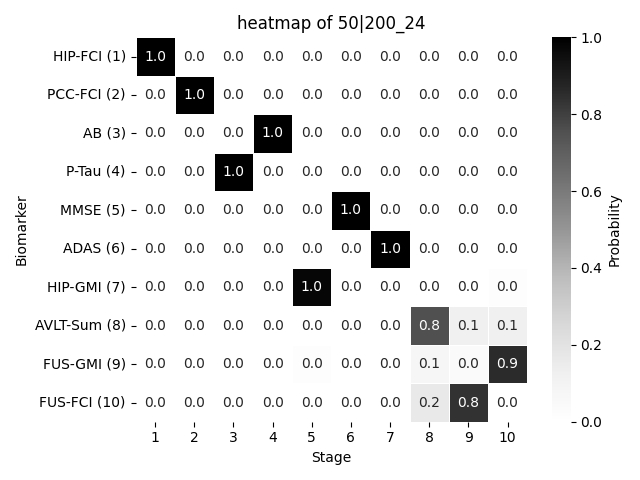 heatmap of 50|200_24
HIP-FCI (1) 1.0 0.0 0.0 0.0 0.0 0.0 0.0 0.0 0.0 0.0
PCC-FCI (2) 0.0 1.0 0.0 0.0 0.0 0.0 0.0 0.0 0.0 0.0
AB (3) 0.0 0.0 0.0 1.0 0.0 0.0 0.0 0.0 0.0 0.0
P-Tau (4) 0.0 0.0 1.0 0.0 0.0 0.0 0.0 0.0 0.0 0.0
MMSE (5) 0.0 0.0 0.0 0.0 0.0 1.0 0.0 0.0 0.0 0.0
ADAS (6) 0.0 0.0 0.0 0.0 0.0 0.0 1.0 0.0 0.0 0.0
HIP-GMI (7) 0.0 0.0 0.0 0.0 1.0 0.0 0.0 0.0 0.0 0.0
AVLT-Sum (8) 0.0 0.0 0.0 0.0 0.0 0.0 0.0 0.8 0.1 0.1
FUS-GMI (9) 0.0 0.0 0.0 0.0 0.0 0.0 0.0 0.1 0.0 0.9
FUS-FCI (10) 0.0 0.0 0.0 0.0 0.0 0.0 0.0 0.2 0.8 0.0
1 2 3 4 5 6 7 8 9 10
Stage
Biomarker
1.0
0.8
0.6
0.4
0.2
0.0
Probability